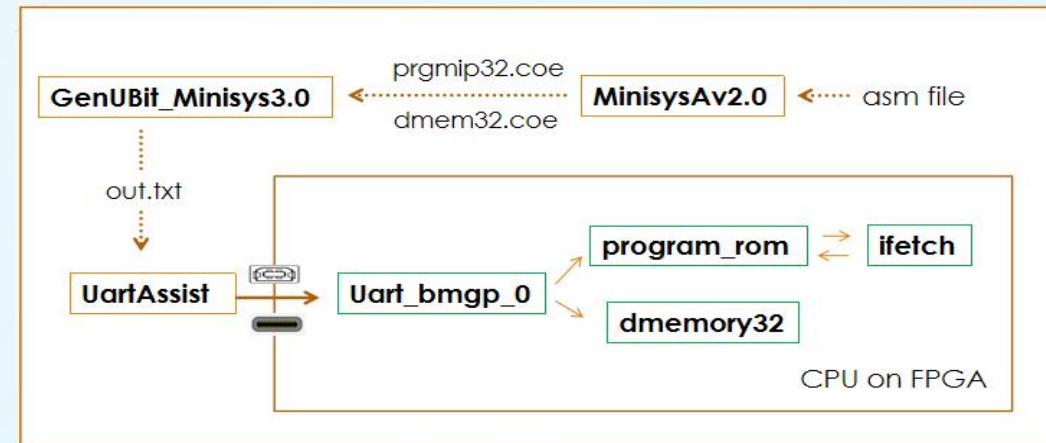 prgmip32.coe
GenUBit_Minisys3.0
MinisysAv2.0
asm file
dmem32.coe
out.txt
program_rom
ifetch
UartAssist
Uart_bmgp_0
dmemory32
CPU on FPGA